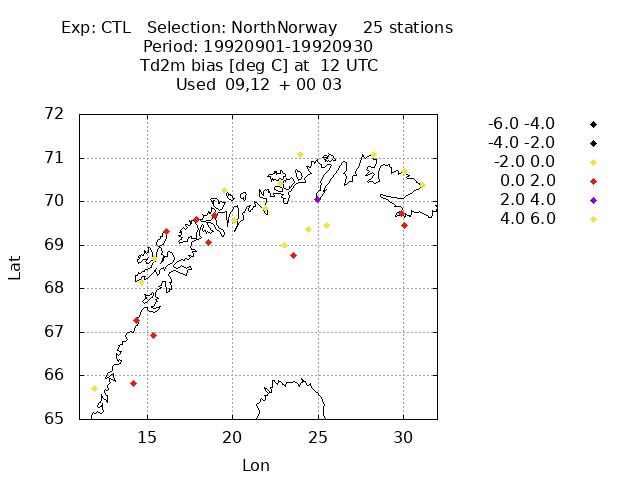 Exp: CTL Selection: NorthNorway 25 stations
Period: 19920901-19920930
Td2m bias [deg C] at 12 UTC
Used 09,12 + 00 03
-6.0 -4.0
-4.0 -2.0
-2.0 0.0
0.0 2.0
2.0 4.0
4.0 6.0
72
71
70
69
68
67
66
65
Lat
15 20 25 30
Lon